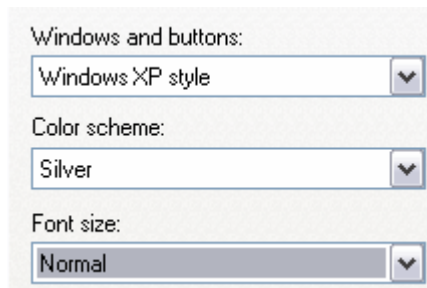 Windows and buttons:
Windows XP style
Color scheme:
Silver
Font size:
Normal